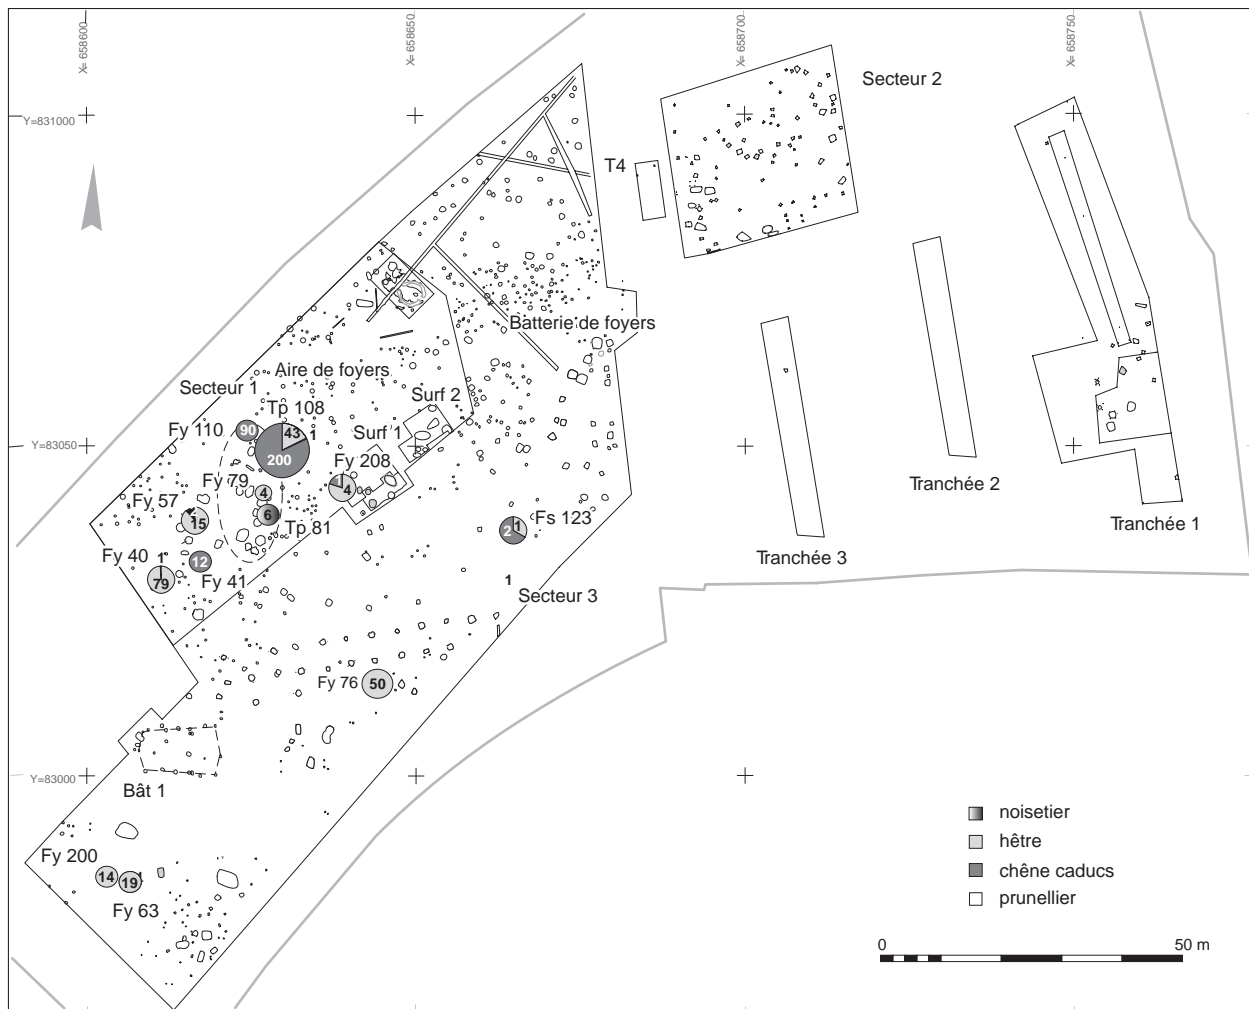 X= 658600
X= 658650
X= 658700
X= 658750
Y=831000
Secteur 2
T4
Batterie de foyers
Aire de foyers
Secteur 1
Surf 2
Tp 108
Fy 110
90
43
1
200
Surf 1
Fy 208
Fy 79
4
1
4
Y=83050
Fy 57
15
6
Tp 81
Fs 123
2
1
Fy 40
1
79
12
Fy 41
1
Secteur 3
Tranchée 2
Tranchée 1
Tranchée 3
Fy 76
50
Y=83000
Bât 1
Fy 200
14
19
1
Fy 63
noisetier
hêtre
chêne caducs
prunellier
0
50 m